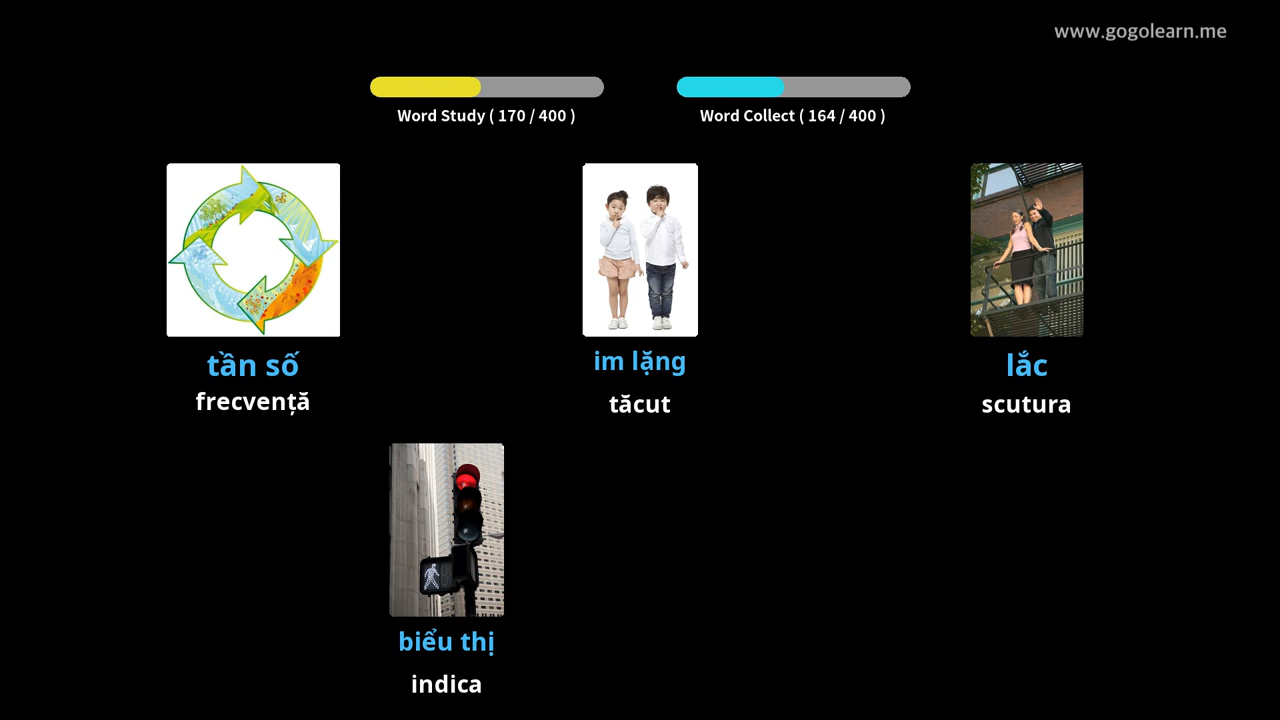 www.gogolearn.me
Word Study ( 170 / 400 )
Word Collect ( 164 / 400 )
tần số
frecvență
im lặng
tăcut
lắc
scutura
biểu thị
indica